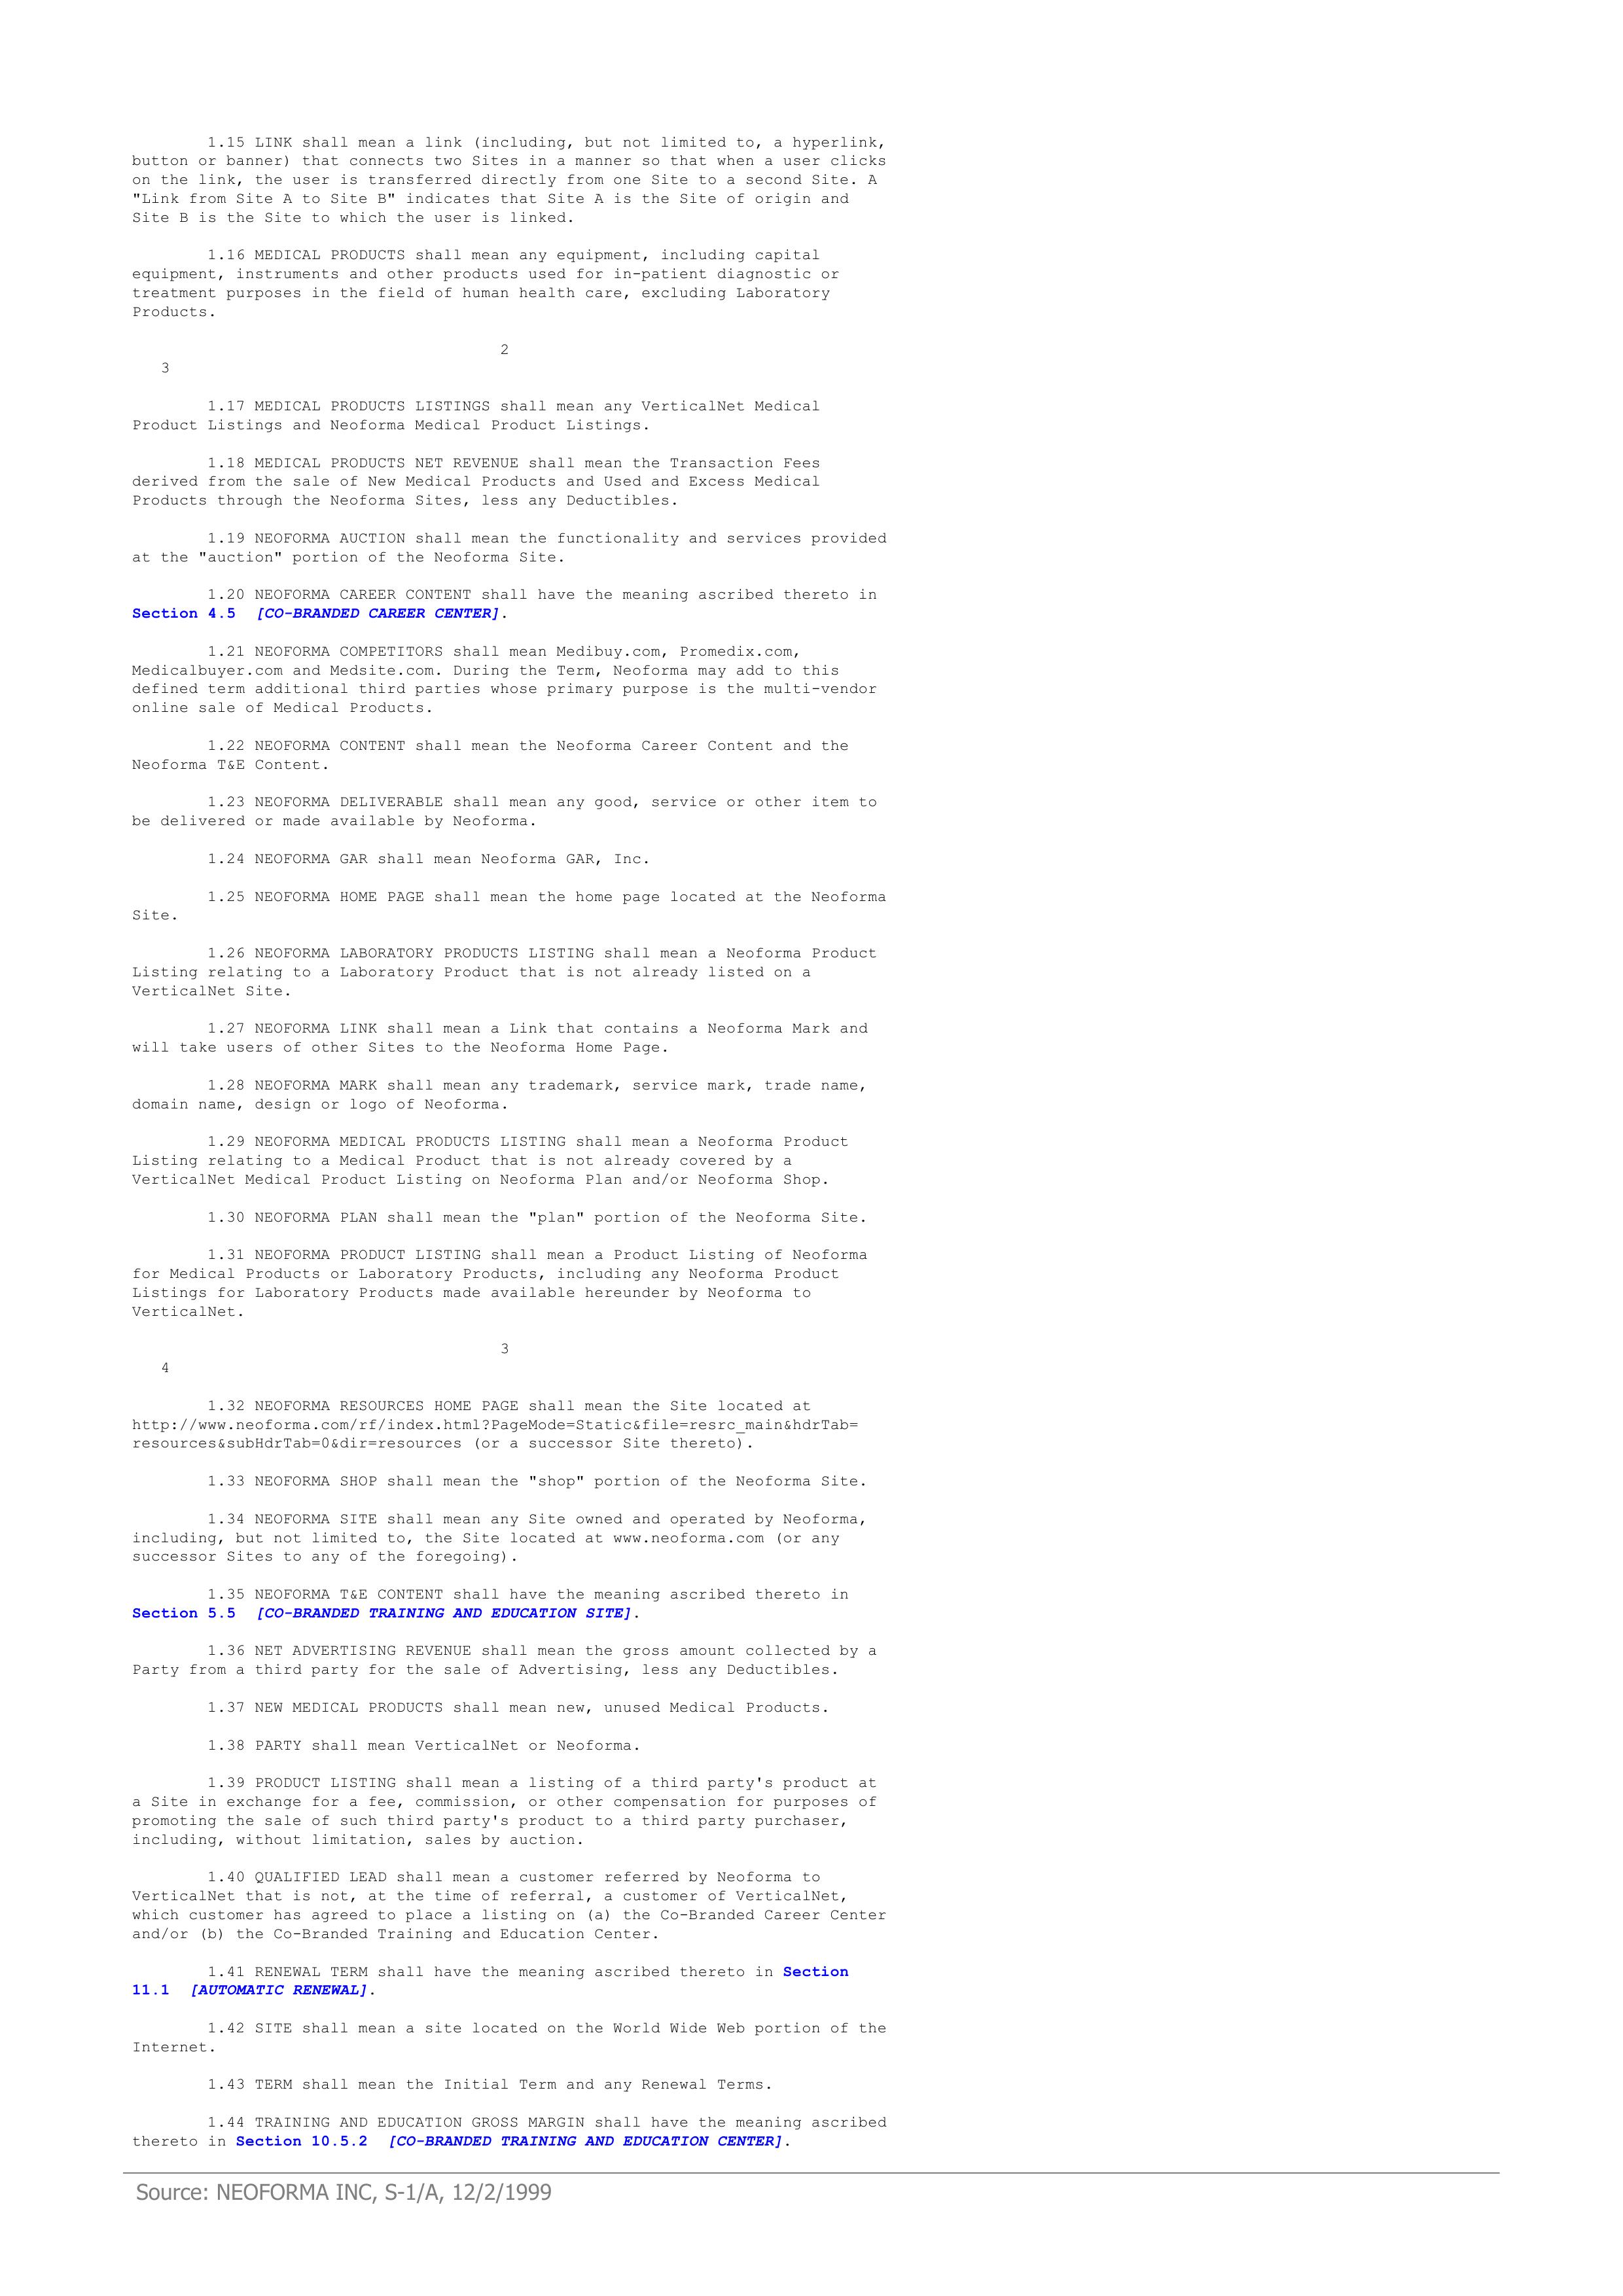 1.15 LINK shall mean a link (including, but not limited to, a hyperlink,
button or banner) that connects two Sites in a manner so that when a user clicks
on the link, the user is transferred directly from one Site to a second Site. A
"Link from Site A to Site B" indicates that Site A is the Site of origin and
Site B is the Site to which the user is linked.
1.16 MEDICAL PRODUCTS shall mean any equipment, including capital
equipment, instruments and other products used for in-patient diagnostic or
treatment purposes in the field of human health care, excluding Laboratory
Products.
2
3
1.17 MEDICAL PRODUCTS LISTINGS shall mean any VerticalNet Medical
Product Listings and Neoforma Medical Product Listings.
1.18 MEDICAL PRODUCTS NET REVENUE shall mean the Transaction Fees
derived from the sale of New Medical Products and Used and Excess Medical
Products through the Neoforma Sites, less any Deductibles.
1.19 NEOFORMA AUCTION shall mean the functionality and services provided
at the "auction" portion of the Neoforma Site.
1.20 NEOFORMA CAREER CONTENT shall have the meaning ascribed thereto in
Section 4.5 [CO-BRANDED CAREER CENTER].
1.21 NEOFORMA COMPETITORS shall mean Medibuy.com, Promedix.com,
Medicalbuyer.com and Medsite.com. During the Term, Neoforma may add to this
defined term additional third parties whose primary purpose is the multi-vendor
online sale of Medical Products.
1.22 NEOFORMA CONTENT shall mean the Neoforma Career Content and the
Neoforma T&E Content.
1.23 NEOFORMA DELIVERABLE shall mean any good, service or other item to
be delivered or made available by Neoforma.
1.24 NEOFORMA GAR shall mean Neoforma GAR, Inc.
1.25 NEOFORMA HOME PAGE shall mean the home page located at the Neoforma
Site.
1.26 NEOFORMA LABORATORY PRODUCTS LISTING shall mean a Neoforma Product
Listing relating to a Laboratory Product that is not already listed on a
VerticalNet Site.
1.27 NEOFORMA LINK shall mean a Link that contains a Neoforma Mark and
will take users of other Sites to the Neoforma Home Page.
1.28 NEOFORMA MARK shall mean any trademark, service mark, trade name,
domain name, design or logo of Neoforma.
1.29 NEOFORMA MEDICAL PRODUCTS LISTING shall mean a Neoforma Product
Listing relating to a Medical Product that is not already covered by a
VerticalNet Medical Product Listing on Neoforma Plan and/or Neoforma Shop.
1.30 NEOFORMA PLAN shall mean the "plan" portion of the Neoforma Site.
1.31 NEOFORMA PRODUCT LISTING shall mean a Product Listing of Neoforma
for Medical Products or Laboratory Products, including any Neoforma Product
Listings for Laboratory Products made available hereunder by Neoforma to
VerticalNet.
3
4
1.32 NEOFORMA RESOURCES HOME PAGE shall mean the Site located at
http://www.neoforma.com/rf/index.html?PageMode=Static&file=resrc_main&hdrTab=
resources&subHdrTab=0&dir=resources (or a successor Site thereto).
1.33 NEOFORMA SHOP shall mean the "shop" portion of the Neoforma Site.
1.34 NEOFORMA SITE shall mean any Site owned and operated by Neoforma,
including, but not limited to, the Site located at www.neoforma.com (or any
successor Sites to any of the foregoing).
1.35 NEOFORMA T&E CONTENT shall have the meaning ascribed thereto in
Section 5.5 [CO-BRANDED TRAINING AND EDUCATION SITE].
1.36 NET ADVERTISING REVENUE shall mean the gross amount collected by a
Party from a third party for the sale of Advertising, less any Deductibles.
1.37 NEW MEDICAL PRODUCTS shall mean new, unused Medical Products.
1.38 PARTY shall mean VerticalNet or Neoforma.
1.39 PRODUCT LISTING shall mean a listing of a third party's product at
a Site in exchange for a fee, commission, or other compensation for purposes of
promoting the sale of such third party's product to a third party purchaser,
including, without limitation, sales by auction.
1.40 QUALIFIED LEAD shall mean a customer referred by Neoforma to
VerticalNet that is not, at the time of referral, a customer of VerticalNet,
which customer has agreed to place a listing on (a) the Co-Branded Career Center
and/or (b) the Co-Branded Training and Education Center.
1.41 RENEWAL TERM shall have the meaning ascribed thereto in Section
11.1 [AUTOMATIC RENEWAL].
1.42 SITE shall mean a site located on the World Wide Web portion of the
Internet.
1.43 TERM shall mean the Initial Term and any Renewal Terms.
1.44 TRAINING AND EDUCATION GROSS MARGIN shall have the meaning ascribed
thereto in Section 10.5.2 [CO-BRANDED TRAINING AND EDUCATION CENTER].
Source: NEOFORMA INC, S-1/A, 12/2/1999